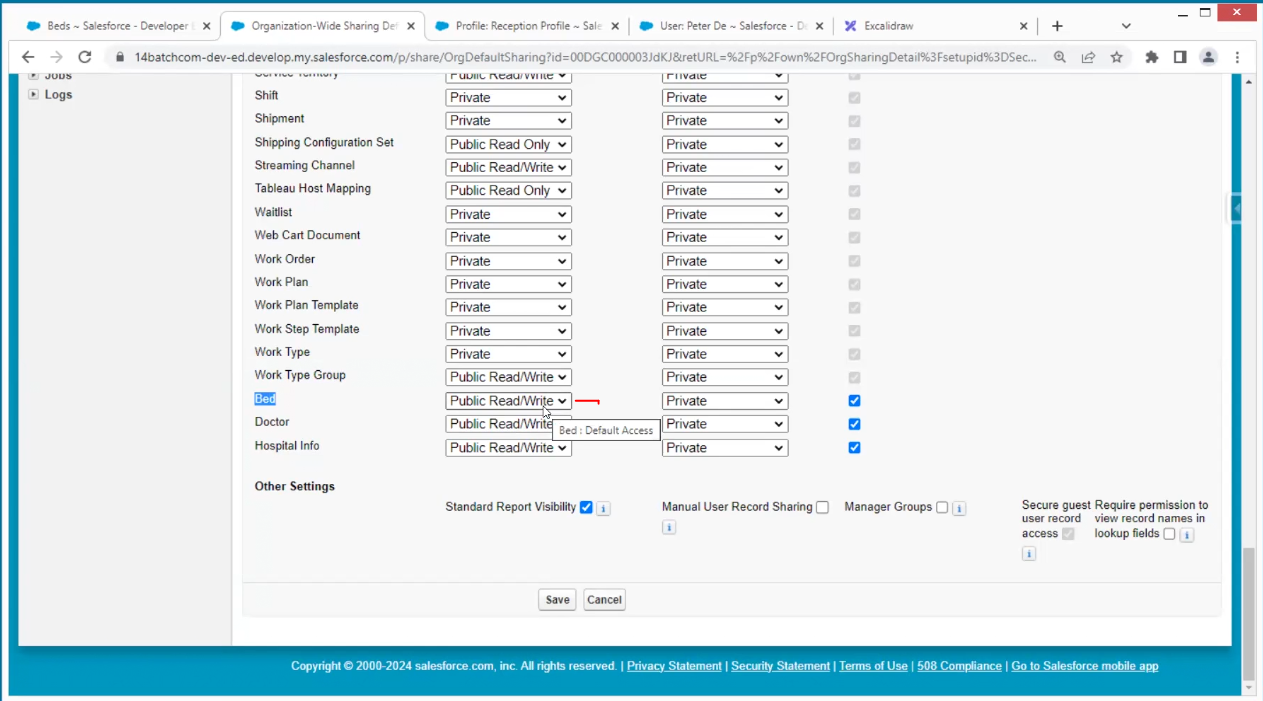 Beds ~ Salesforce - Developer
Organization-Wide Sharing De
Profile: Reception Profile ~ Sale
User: Peter De ~ Salesforce - De
Excalidraw
14batchcom-dev-ed.develop.my.salesforce.com/p/share/OrgDefaultSharing?id=00DGC000003JdKJ&retURL=%2Fp%2Fown%2FOrgSharingDetail%3Fsetupid%3DSec...
Jobs
Logs
Service Territory Public Read/Write Private
Shift Private Private
Shipment Private Private
Shipping Configuration Set Public Read Only Private
Streaming Channel Public Read/Write Private
Tableau Host Mapping Public Read Only Private
Waitlist Private Private
Web Cart Document Private Private
Work Order Private Private
Work Plan Private Private
Work Plan Template Private Private
Work Step Template Private Private
Work Type Private Private
Work Type Group Public Read/Write Private
Bed Public Read/Write Private
Doctor Public Read/Write Private
Bed : Default Access
Hospital Info Public Read/Write Private
Other Settings
Standard Report Visibility
Manual User Record Sharing
Manager Groups
Secure guest
user record
access
Require permission to
view record names in
lookup fields
Save Cancel
Copyright © 2000-2024 salesforce.com, inc. All rights reserved. | Privacy Statement | Security Statement | Terms of Use | 508 Compliance | Go to Salesforce mobile app